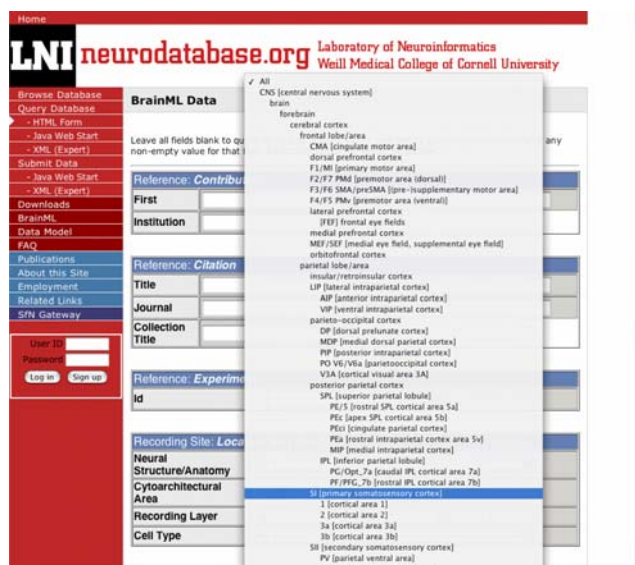 Home
LNI neurodatabase.org Laboratory of Neuroinformatics
Weill Medical College of Cornell University
Browse Database
Query Database
- HTML Form
- Java Web Start
- XML (Expert)
Submit Data
- Java Web Start
- XML (Expert)
Downloads
BrainML
Data Model
FAQ
Publications
About this Site
Employment
Related Links
SfN Gateway
User ID
Password
Log in Sign up
BrainML Data
Leave all fields blank to qu
any
non-empty value for that
Reference: Contribut
First
Institution
Reference: Citation
Title
Journal
Collection
Title
Reference: Experime
Id
Recording Site: Loca
Neural
Structure/Anatomy
Cytoarchitectural
Area
Recording Layer
Cell Type
✓ All
CNS [central nervous system]
brain
forebrain
cerebral cortex
frontal lobe/area
CMA [cingulate motor area]
dorsal prefrontal cortex
F1/MI [primary motor area]
F2/F7 PMd [premotor area (dorsal)]
F3/F6 SMA/preSMA [(pre-)supplementary motor area]
F4/F5 PMv [premotor area (ventral)]
lateral prefrontal cortex
[FEF] frontal eye fields
medial prefrontal cortex
MEF/SEF [medial eye field, supplemental eye field]
orbitofrontal cortex
parietal lobe/area
insular/retroinsular cortex
LIP [lateral intraparietal cortex]
AIP [anterior intraparietal cortex]
VIP [ventral intraparietal cortex]
parieto-occipital cortex
DP [dorsal prelunate cortex]
MDP [medial dorsal parietal cortex]
PIP [posterior intraparietal cortex]
PO V6/V6a [parietooccipital cortex]
V3A [cortical visual area 3A]
posterior parietal cortex
SPL [superior parietal lobule]
PE/5 [rostral SPL cortical area 5a]
PEc [apex SPL cortical area 5b]
PEci [cingulate parietal cortex]
PEa [rostral intraparietal cortex area 5v]
MIP [medial intraparietal cortex]
IPL [inferior parietal lobule]
PG/Opt_7a [caudal IPL cortical area 7a]
PF/PFG_7b [rostral IPL cortical area 7b]
SI [primary somatosensory cortex]
1 [cortical area 1]
2 [cortical area 2]
3a [cortical area 3a]
3b [cortical area 3b]
SII [secondary somatosensory cortex]
PV [parietal ventral area]